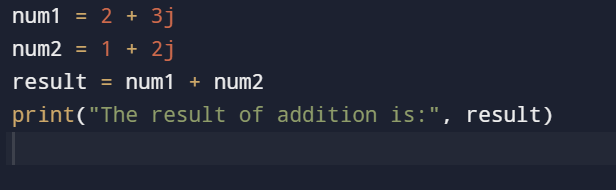 num1 = 2 + 3j
num2 = 1 + 2j
result = num1 + num2
print("The result of addition is:", result)